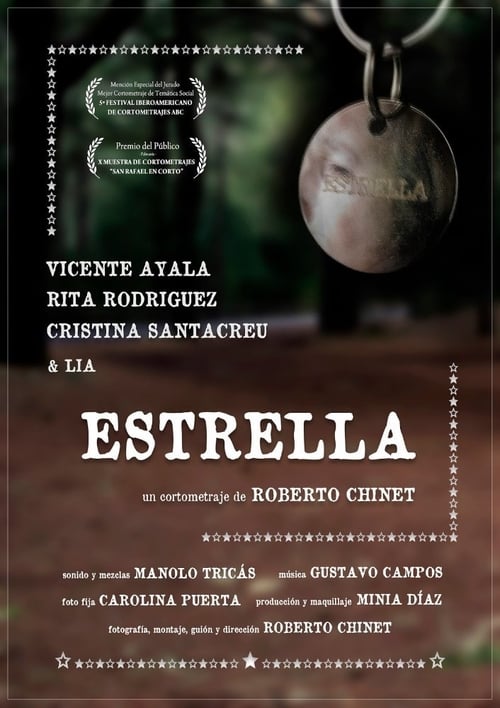 Mención Especial del Jurado
Mejor Cortometraje de Temática Social
5º FESTIVAL IBEROAMERICANO
DE CORTOMETRAJES ABC
Premio del Público
X MUESTRA DE CORTOMETRAJES
"SAN RAFAEL EN CORTO"
ESTRELLA
VICENTE AYALA
RITA RODRIGUEZ
CRISTINA SANTACREU
& LIA
ESTRELLA
un cortometraje de ROBERTO CHINET
sonido y mezclas MANOLO TRICÁS música GUSTAVO CAMPOS
foto fija CAROLINA PUERTA producción y maquillaje MINIA DÍAZ
fotografía, montaje, guión y dirección ROBERTO CHINET